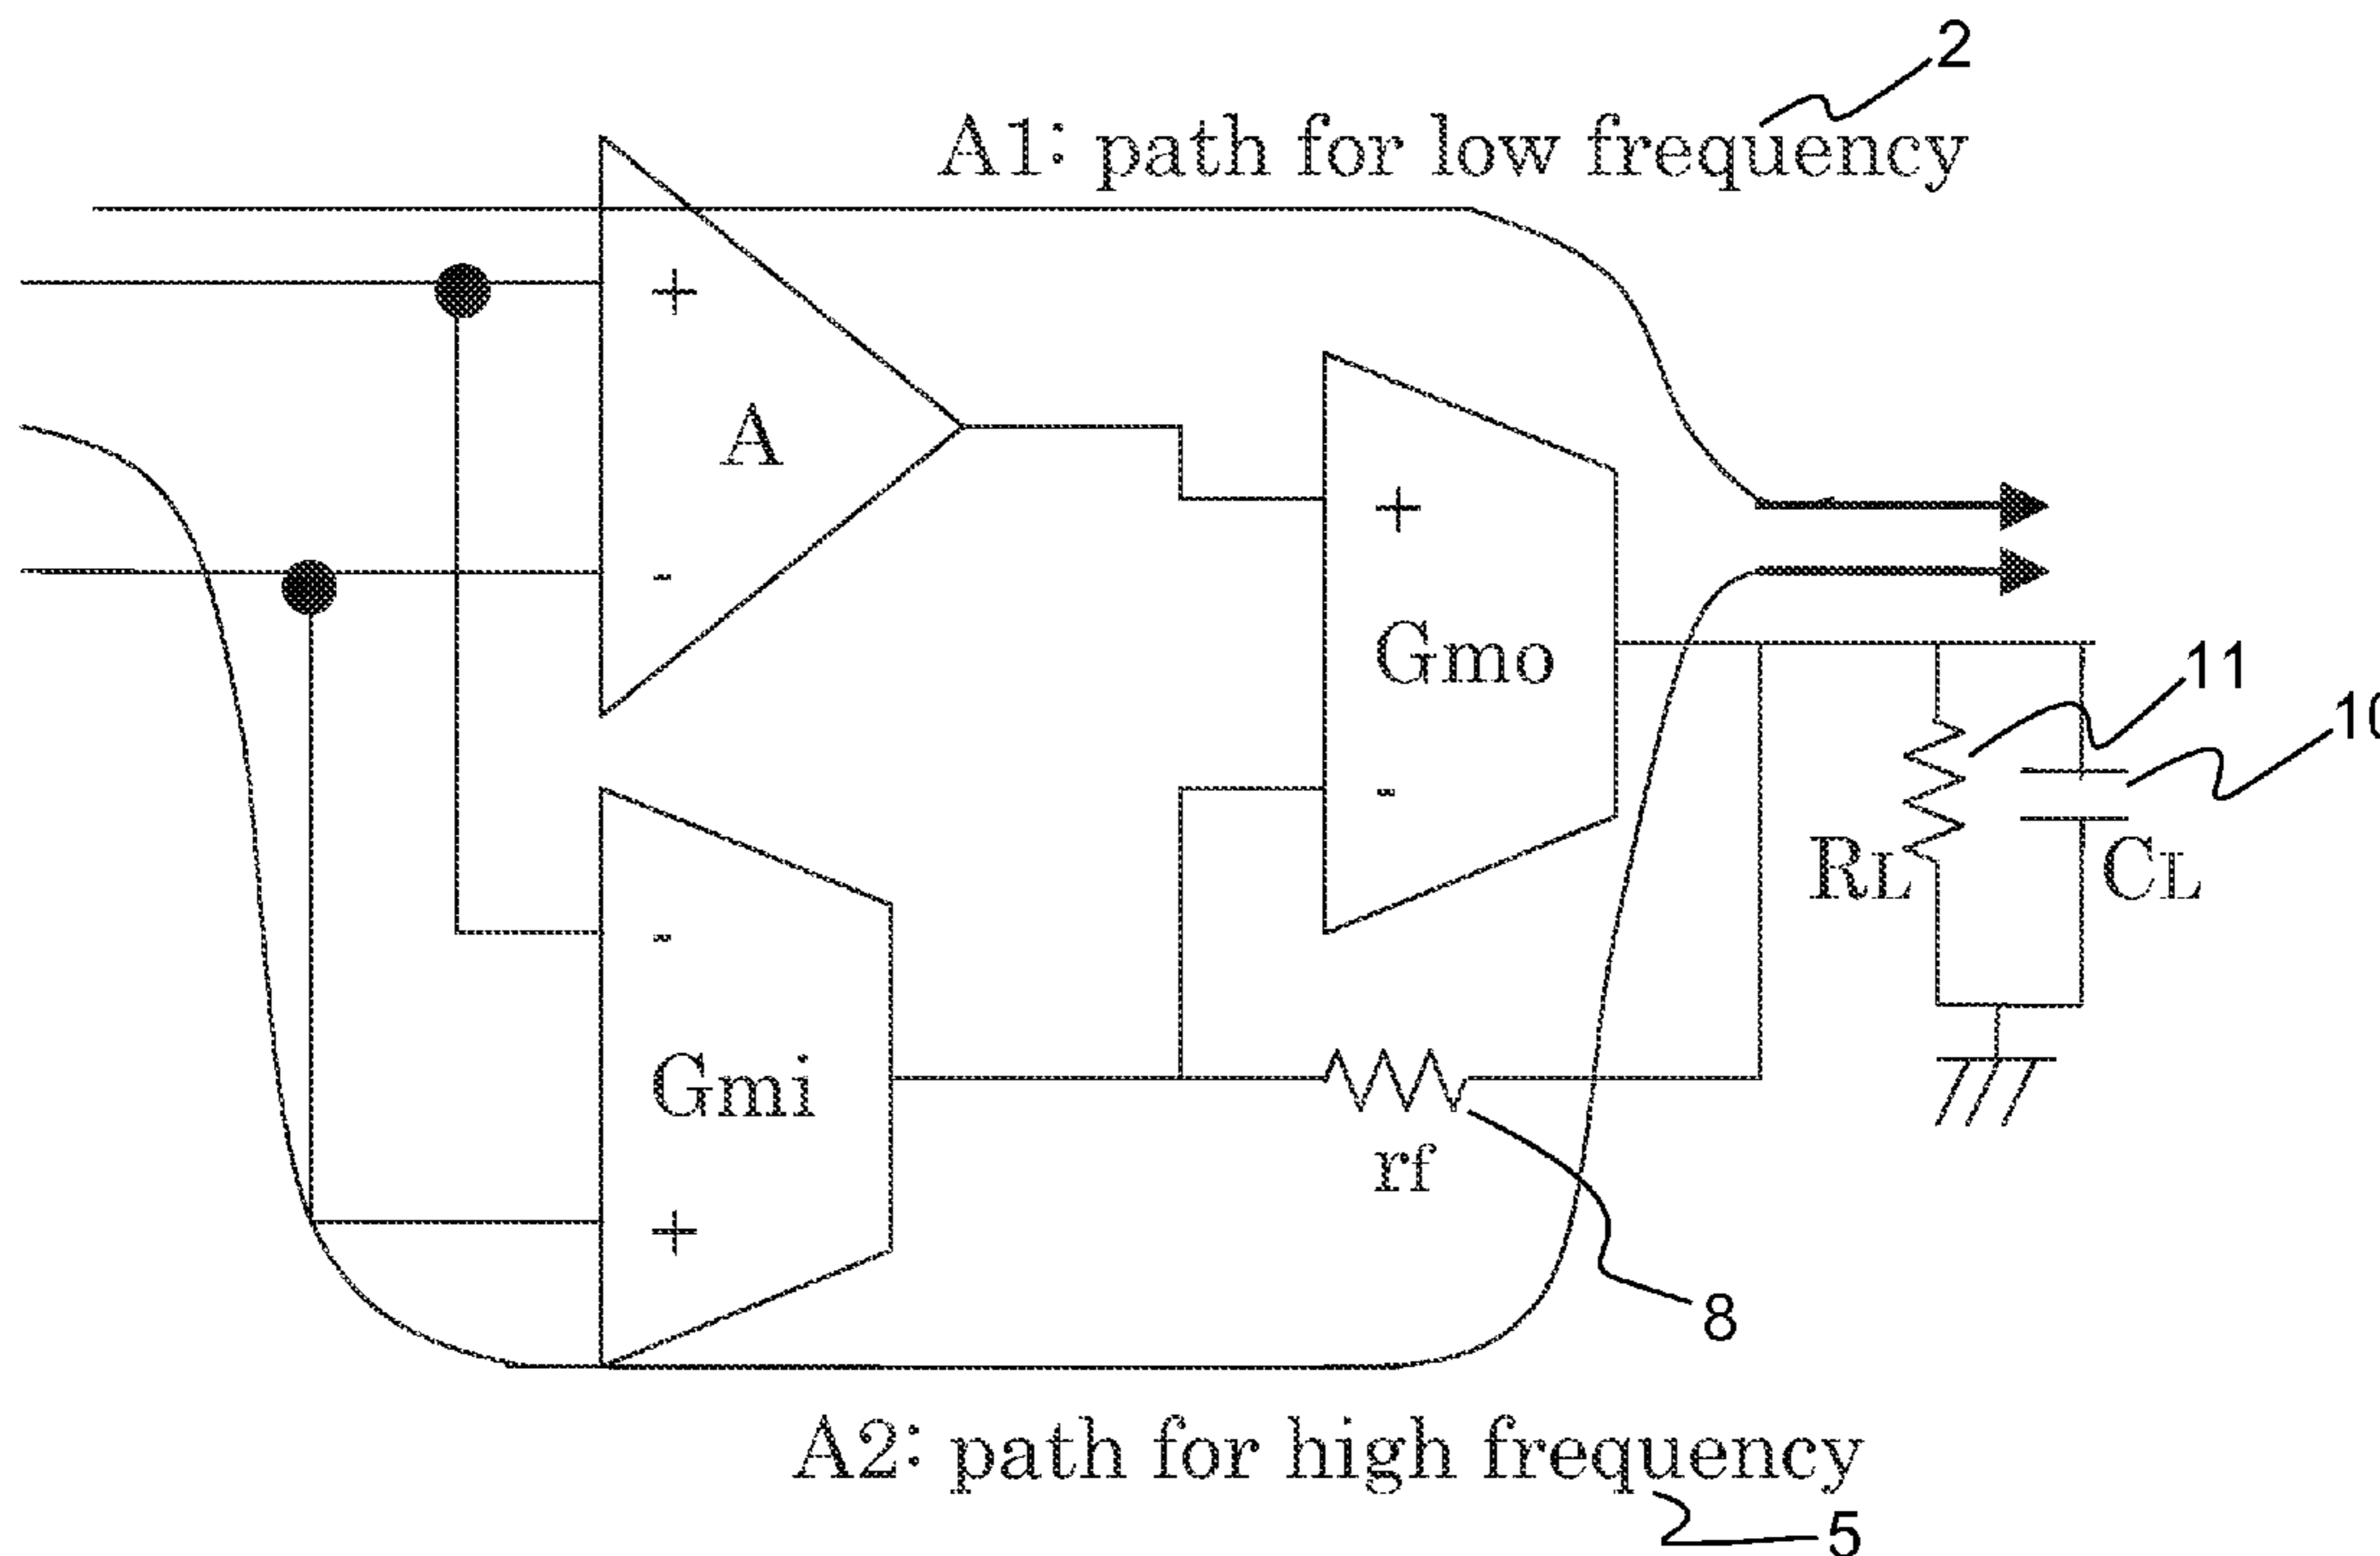 2
A1: path for low frequency
+
A
-
+
Gmo
-
11
10
RL
CL
-
Gmi
+
rf
8
A2: path for high frequency
5